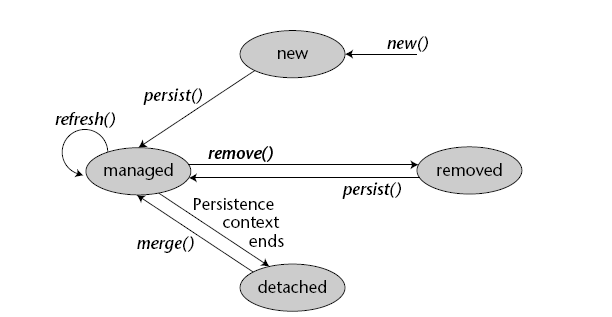 new
new()
persist()
refresh()
managed
remove()
removed
persist()
Persistence
context
ends
merge()
detached